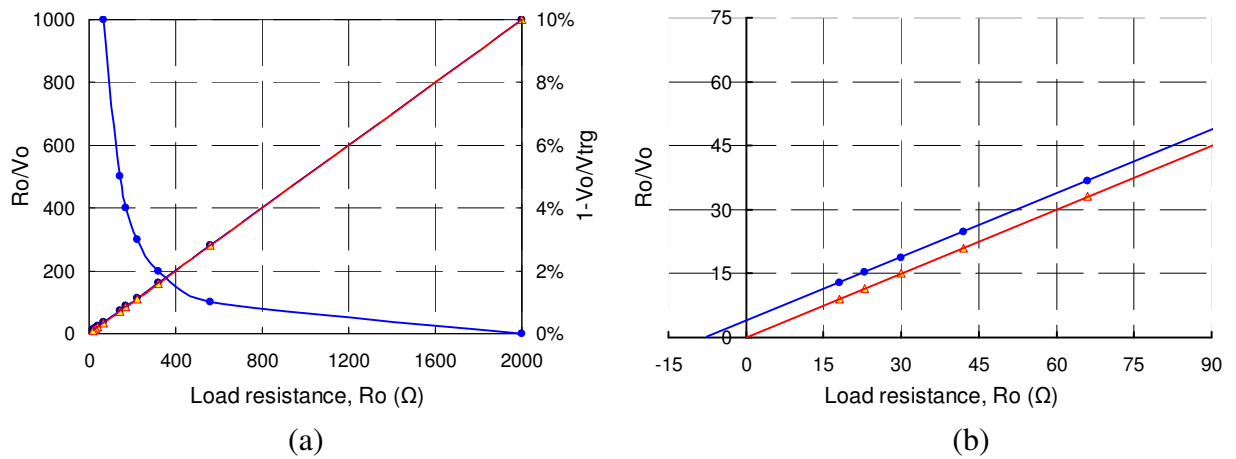 1000
800
600
400
200
0
Ro/Vo
10%
8%
6%
4%
2%
0%
1-Vo/Vtrg
0 400 800 1200 1600 2000
Load resistance, Ro (Ω)
(a)
75
60
45
30
15
0
Ro/Vo
-15 0 15 30 45 60 75 90
Load resistance, Ro (Ω)
(b)